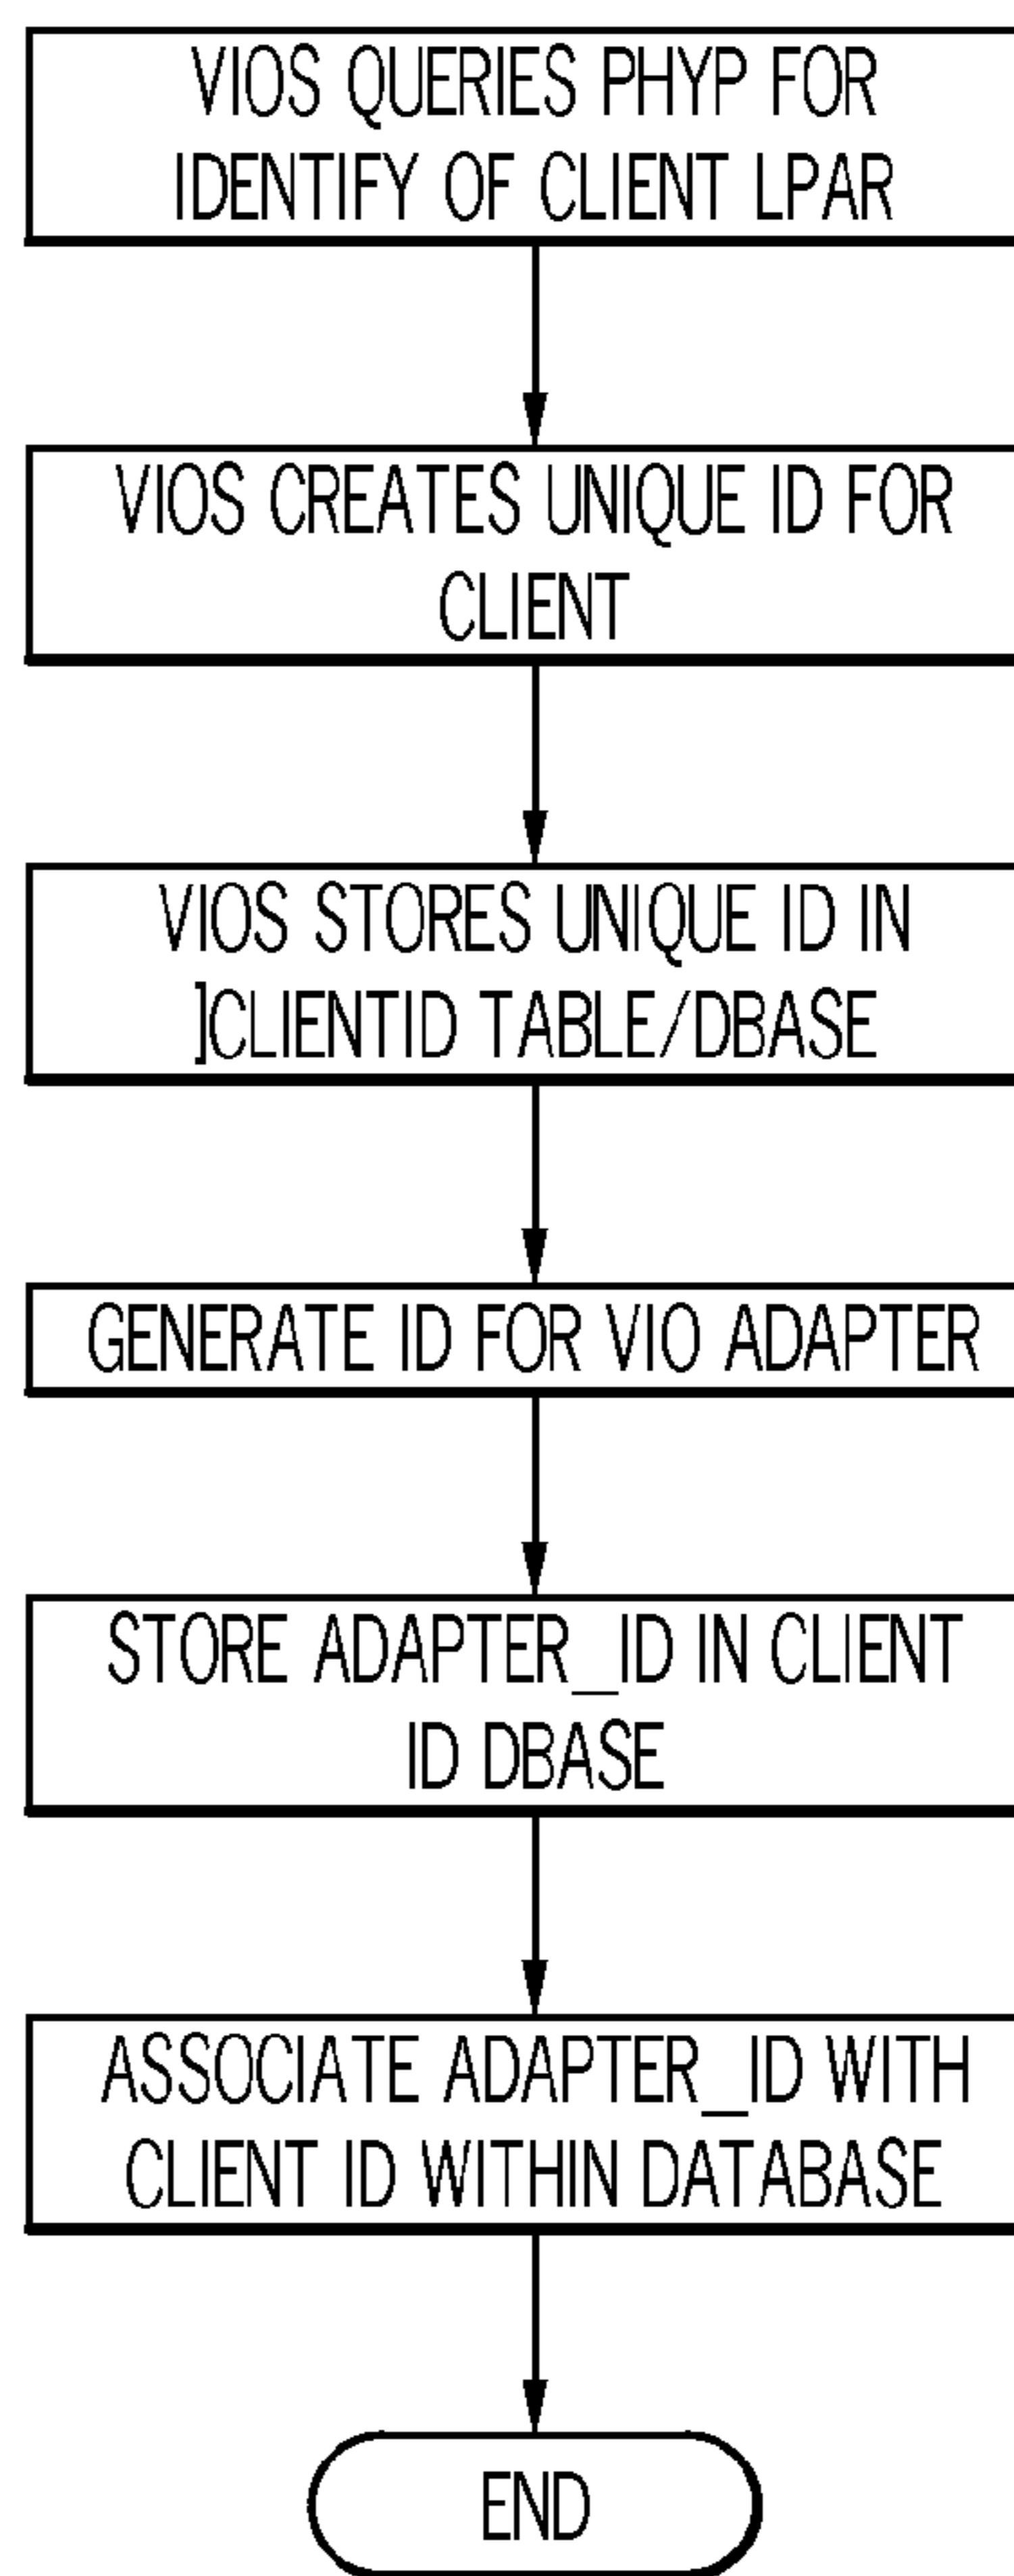 VIOS QUERIES PHYP FOR
IDENTIFY OF CLIENT LPAR
VIOS CREATES UNIQUE ID FOR
CLIENT
VIOS STORES UNIQUE ID IN
]CLIENTID TABLE/DBASE
GENERATE ID FOR VIO ADAPTER
STORE ADAPTER_ID IN CLIENT
ID DBASE
ASSOCIATE ADAPTER_ID WITH
CLIENT ID WITHIN DATABASE
END